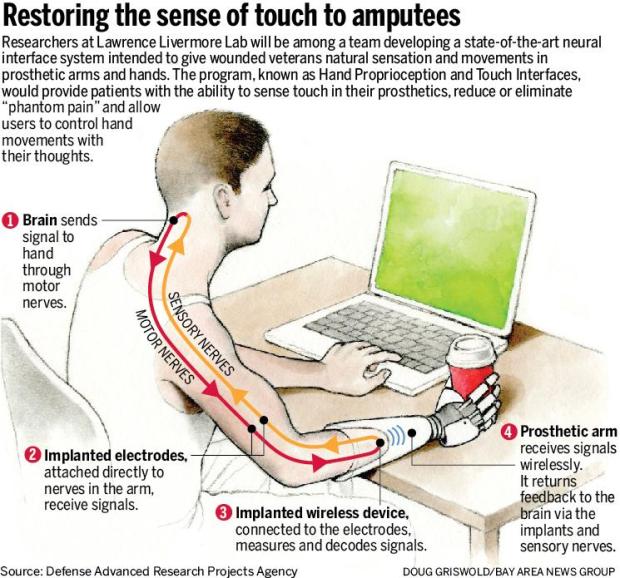 Restoring the sense of touch to amputees
Researchers at Lawrence Livermore Lab will be among a team developing a state-of-the-art neural
interface system intended to give wounded veterans natural sensation and movements in
prosthetic arms and hands. The program, known as Hand Proprioception and Touch Interfaces,
would provide patients with the ability to sense touch in their prosthetics, reduce or eliminate
“phantom pain” and allow
users to control hand
movements with
their thoughts.
1 Brain sends
signal to
hand
through
motor
nerves.
SENSORY NERVES
MOTOR NERVES
2 Implanted electrodes,
attached directly to
nerves in the arm,
receive signals.
3 Implanted wireless device,
connected to the electrodes,
measures and decodes signals.
4 Prosthetic arm
receives signals
wirelessly.
It returns
feedback to the
brain via the
implants and
sensory nerves.
Source: Defense Advanced Research Projects Agency
DOUG GRISWOLD/BAY AREA NEWS GROUP